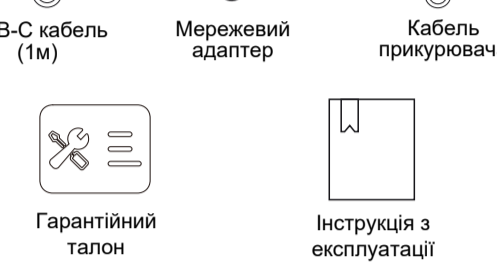 B-C кабель
(1м)
Мережевий
адаптер
Кабель
прикурювач
Гарантійний
талон
Інструкція з
експлуатації